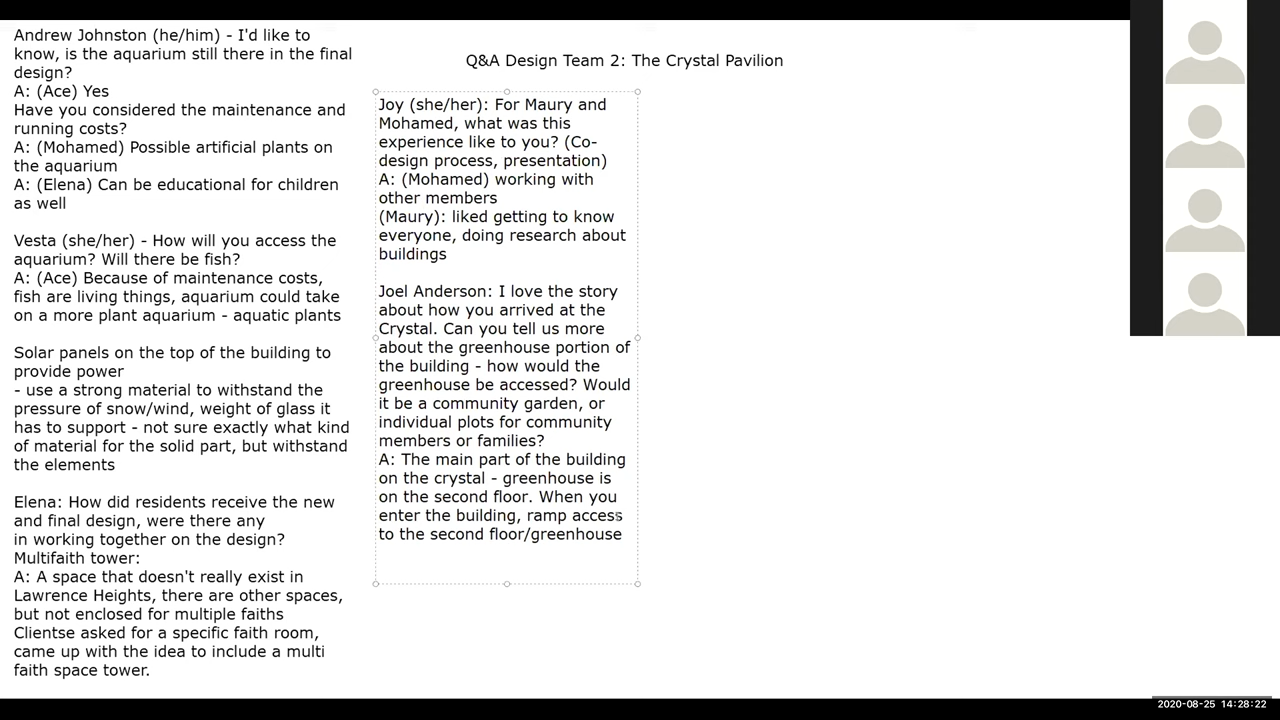 Andrew Johnston (he/him) - I'd like to
know, is the aquarium still there in the final
design?
A: (Ace) Yes
Have you considered the maintenance and
running costs?
A: (Mohamed) Possible artificial plants on
the aquarium
A: (Elena) Can be educational for children
as well
Vesta (she/her) - How will you access the
aquarium? Will there be fish?
A: (Ace) Because of maintenance costs,
fish are living things, aquarium could take
on a more plant aquarium - aquatic plants
Solar panels on the top of the building to
provide power
- use a strong material to withstand the
pressure of snow/wind, weight of glass it
has to support - not sure exactly what kind
of material for the solid part, but withstand
the elements
Elena: How did residents receive the new
and final design, were there any
in working together on the design?
Multifaith tower:
A: A space that doesn't really exist in
Lawrence Heights, there are other spaces,
but not enclosed for multiple faiths
Clientse asked for a specific faith room,
came up with the idea to include a multi
faith space tower.
Q&A Design Team 2: The Crystal Pavilion
Joy (she/her): For Maury and
Mohamed, what was this
experience like to you? (Co-
design process, presentation)
A: (Mohamed) working with
other members
(Maury): liked getting to know
everyone, doing research about
buildings
Joel Anderson: I love the story
about how you arrived at the
Crystal. Can you tell us more
about the greenhouse portion of
the building - how would the
greenhouse be accessed? Would
it be a community garden, or
individual plots for community
members or families?
A: The main part of the building
on the crystal - greenhouse is
on the second floor. When you
enter the building, ramp access
to the second floor/greenhouse
2020-08-25 14:28:22